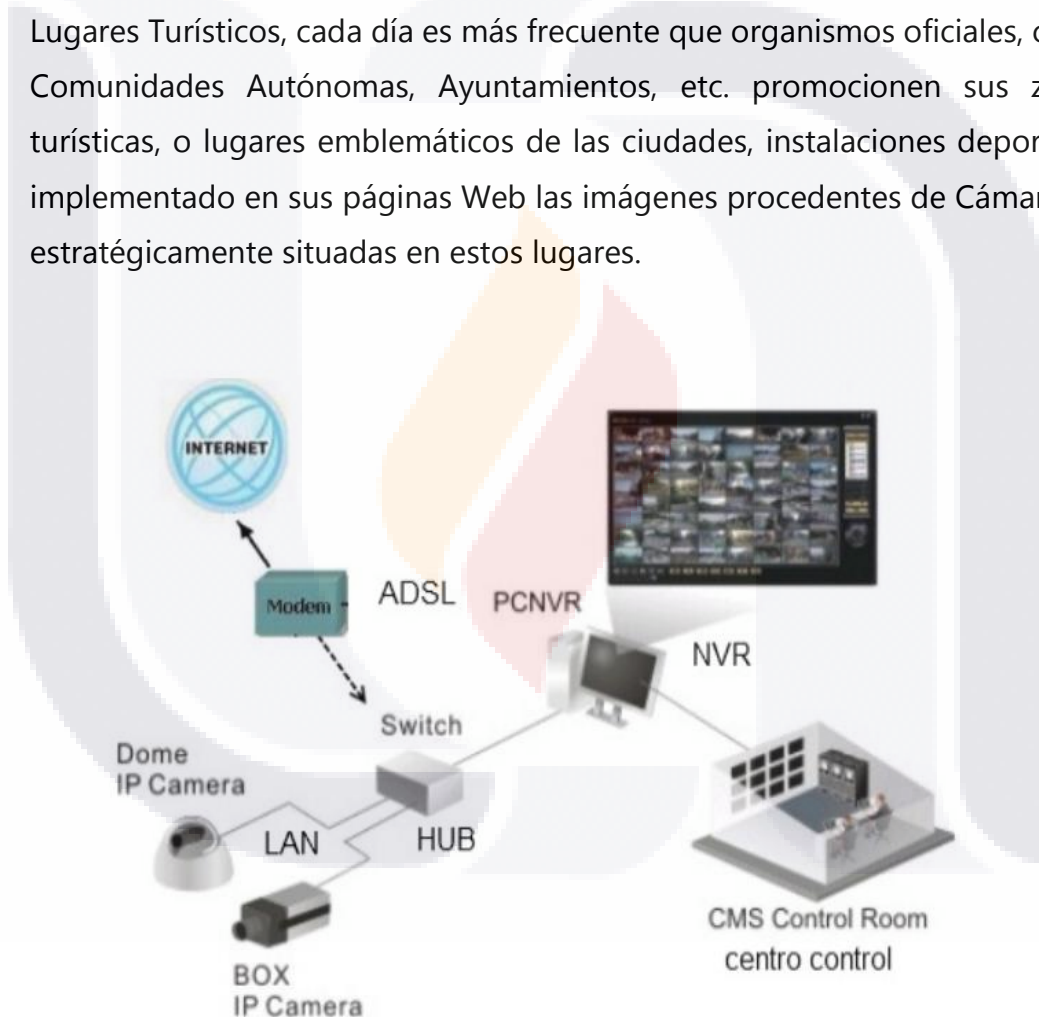 Lugares Turísticos, cada día es más frecuente que organismos oficiales,
Comunidades Autónomas, Ayuntamientos, etc. promocionen sus
turísticas, o lugares emblemáticos de las ciudades, instalaciones
implementado en sus páginas Web las imágenes procedentes de
estratégicamente situadas en estos lugares.
INTERNET
Modem
ADSL
PCNVR
NVR
Switch
Dome
IP Camera
LAN
HUB
BOX
IP Camera
CMS Control Room
centro control